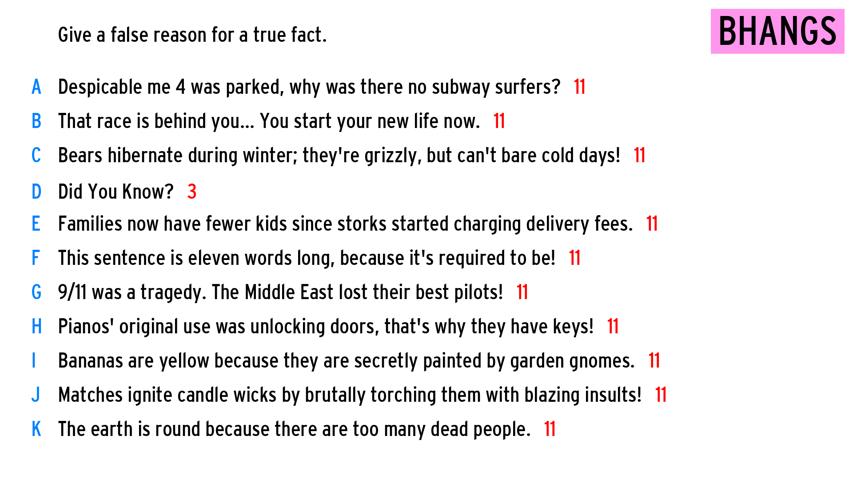 Give a false reason for a true fact.
BHANGS
A Despicable me 4 was parked, why was there no subway surfers? 11
B That race is behind you... You start your new life now. 11
C Bears hibernate during winter; they're grizzly, but can't bare cold days! 11
D Did You Know? 3
E Families now have fewer kids since storks started charging delivery fees. 11
F This sentence is eleven words long, because it's required to be! 11
G 9/11 was a tragedy. The Middle East lost their best pilots! 11
H Pianos' original use was unlocking doors, that's why they have keys! 11
I Bananas are yellow because they are secretly painted by garden gnomes. 11
J Matches ignite candle wicks by brutally torching them with blazing insults! 11
K The earth is round because there are too many dead people. 11